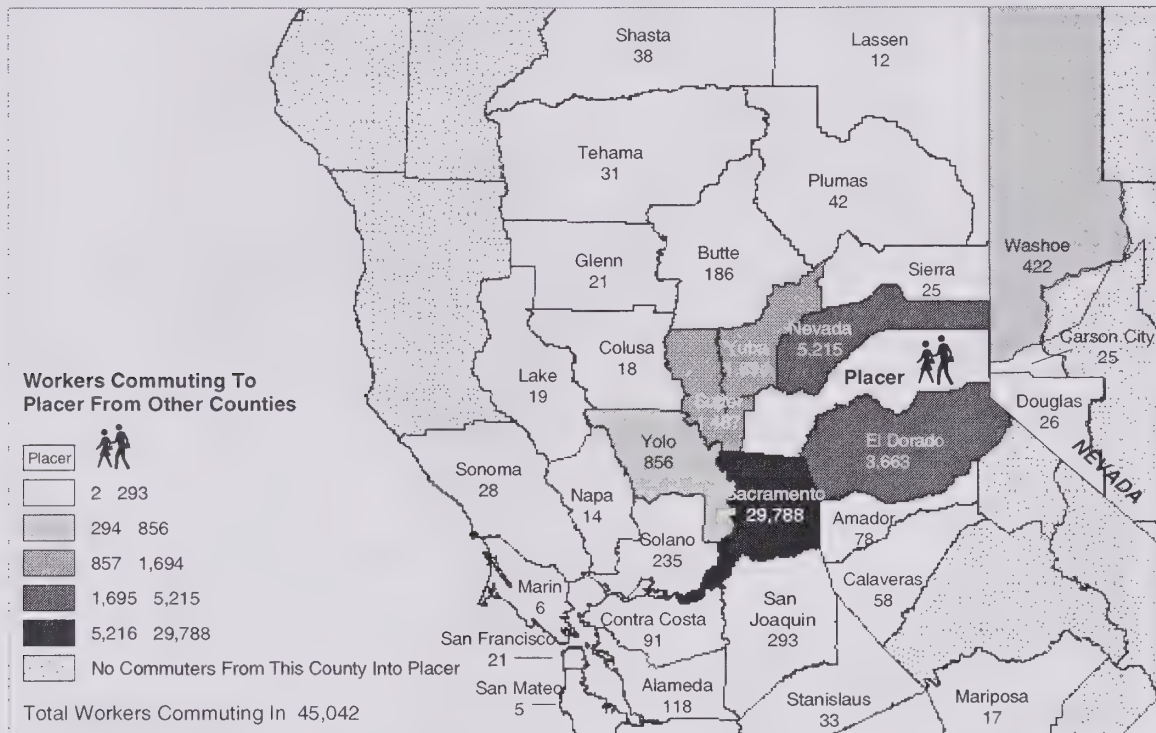 Shasta
38
Lassen
12
Tehama
31
Plumas
42
Washoe
422
Butte
186
Glenn
21
Sierra
25
Nevada
5,215
Yuba
Carson City
25
Colusa
18
Placer
Lake
19
Douglas
26
El Dorado
3,663
Yolo
856
NEVADA
Sonoma
28
Napa
14
Sacramento
29,788
Solano
235
Amador
78
Marin
6
Calaveras
58
San
Joaquin
293
Contra Costa
91
San Francisco
21
Alameda
118
San Mateo
5
Stanislaus
33
Mariposa
17
Workers Commuting To
Placer From Other Counties
Placer
2 293
294 856
857 1,694
1,695 5,215
5,216 29,788
No Commuters From This County Into Placer
Total Workers Commuting In 45,042